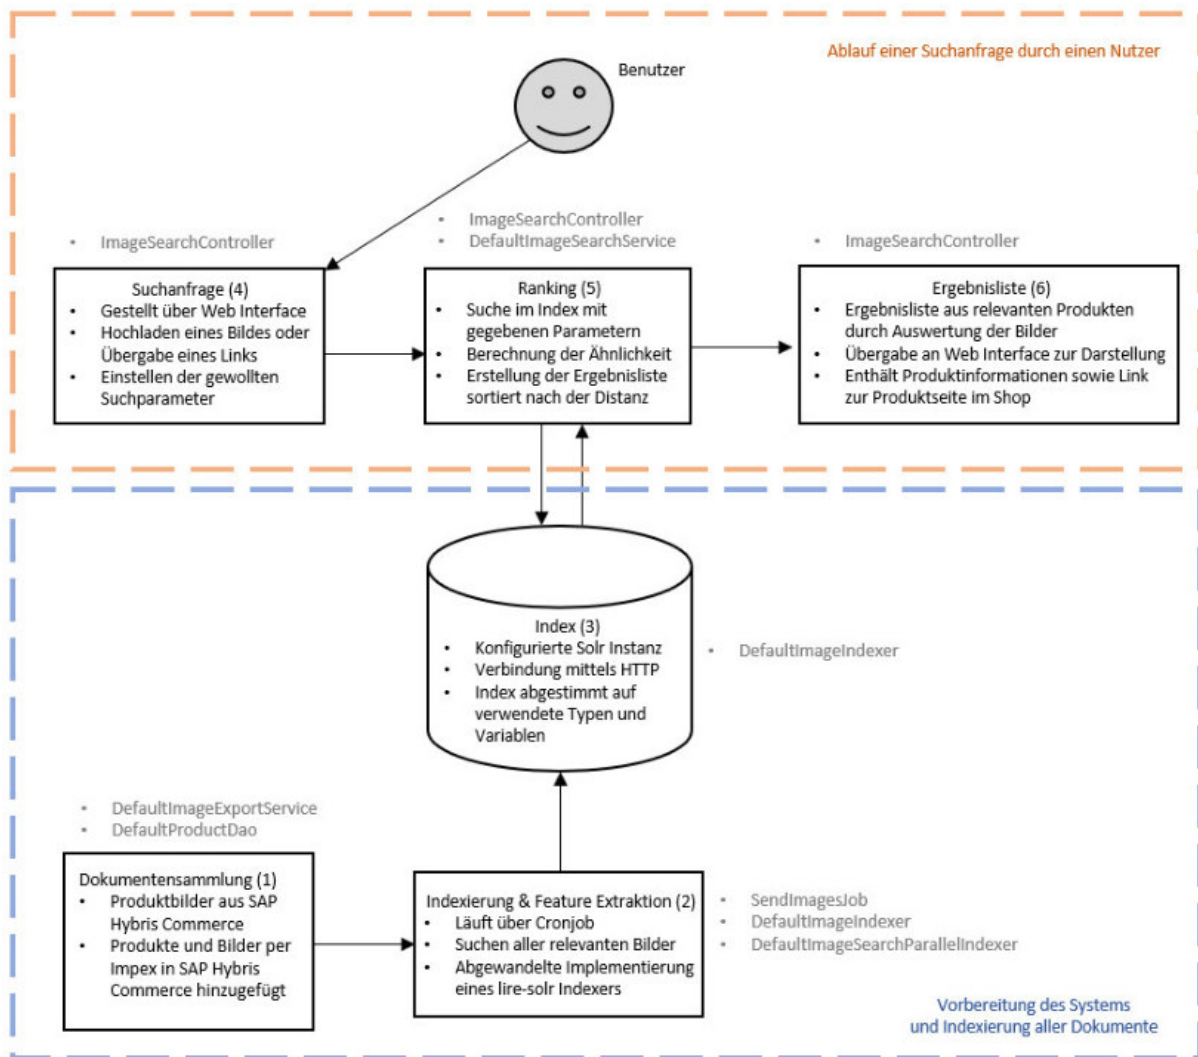 Ablauf einer Suchanfrage durch einen Nutzer
Benutzer
• ImageSearchController
• ImageSearchController
• DefaultImageSearchService
• ImageSearchController
Suchanfrage (4)
• Gestellt über Web Interface
• Hochladen eines Bildes oder
Übergabe eines Links
• Einstellen der gewollten
Suchparameter
Ranking (5)
• Suche im Index mit
gegebenen Parametern
• Berechnung der Ähnlichkeit
• Erstellung der Ergebnisliste
sortiert nach der Distanz
Ergebnisliste (6)
• Ergebnisliste aus relevanten Produkten
durch Auswertung der Bilder
• Übergabe an Web Interface zur Darstellung
• Enthält Produktinformationen sowie Link
zur Produktseite im Shop
Index (3)
• Konfigurierte Solr Instanz
• Verbindung mittels HTTP
• Index abgestimmt auf
verwendete Typen und
Variablen
• DefaultImageIndexer
• DefaultImageExportService
• DefaultProductDao
Dokumentensammlung (1)
• Produktbilder aus SAP
Hybris Commerce
• Produkte und Bilder per
Impex in SAP Hybris
Commerce hinzugefügt
Indexierung & Feature Extraktion (2)
• Läuft über Cronjob
• Suchen aller relevanten Bilder
• Abgewandelte Implementierung
eines lire-solr Indexers
• SendImagesJob
• DefaultImageIndexer
• DefaultImageSearchParallelIndexer
Vorbereitung des Systems
und Indexierung aller Dokumente